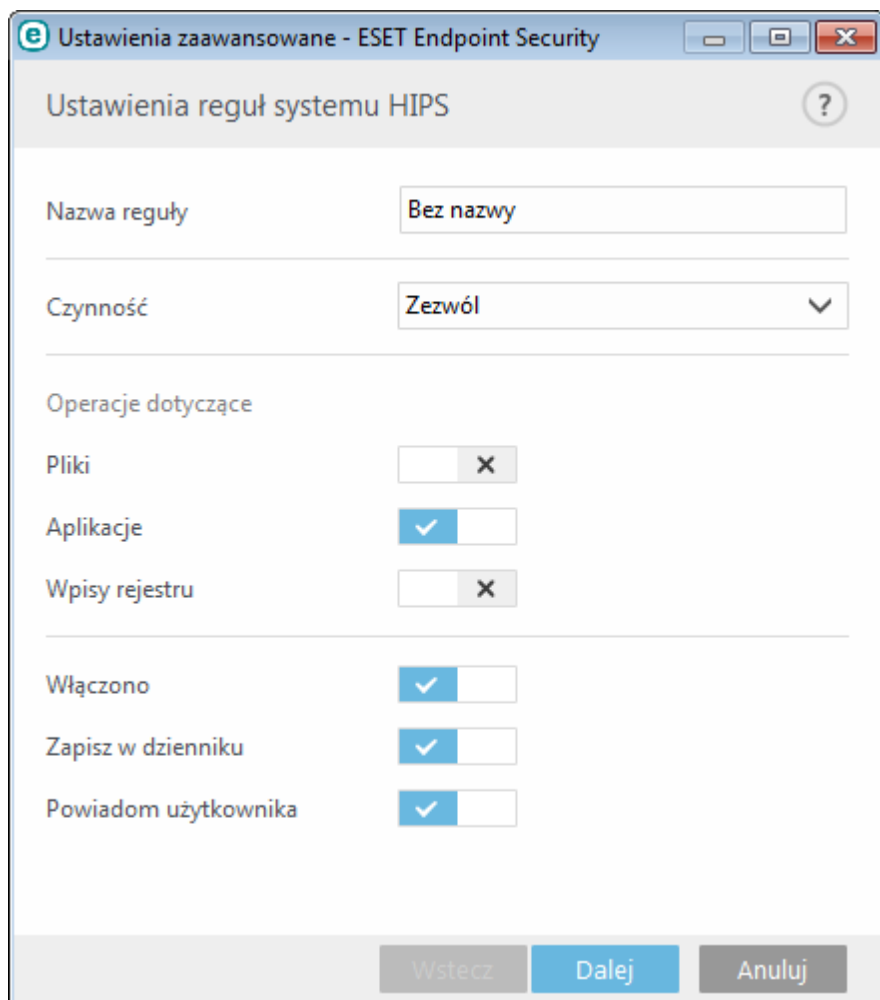 e Ustawienia zaawansowane - ESET Endpoint Security
Ustawienia reguł systemu HIPS ?
Nazwa reguły Bez nazwy
Czynność Zezwól
Operacje dotyczące
Pliki
Aplikacje
Wpisy rejestru
Włączono
Zapisz w dzienniku
Powiadom użytkownika
Wstecz Dalej Anuluj